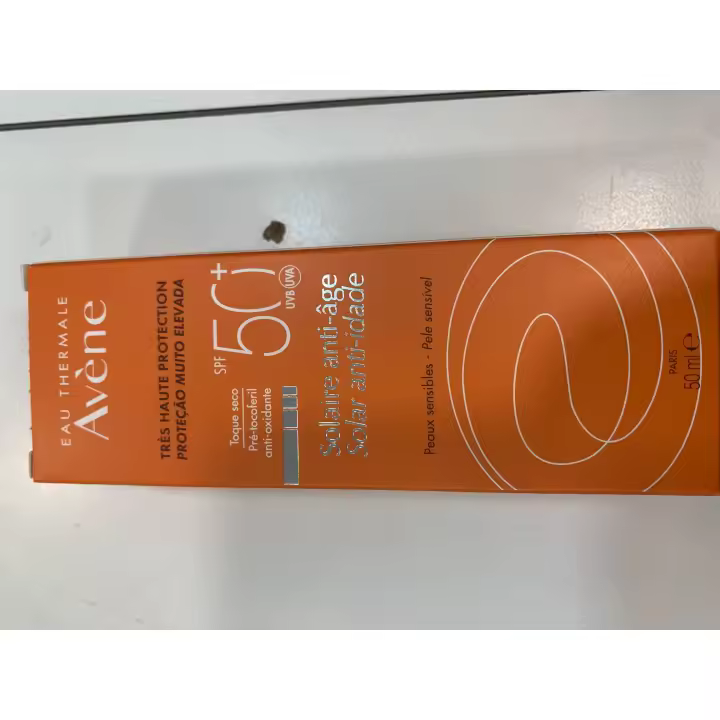 EAU THERMALE
Avène
TRÈS HAUTE PROTECTION
PROTEÇÃO MUITO ELEVADA
SPF 50+
UVB UVA
Toque seco
Pré-tocoferil
anti-oxidante
Solaire anti-âge
Solar anti-idade
Peaux sensibles - Pele sensível
PARIS
50 ml e